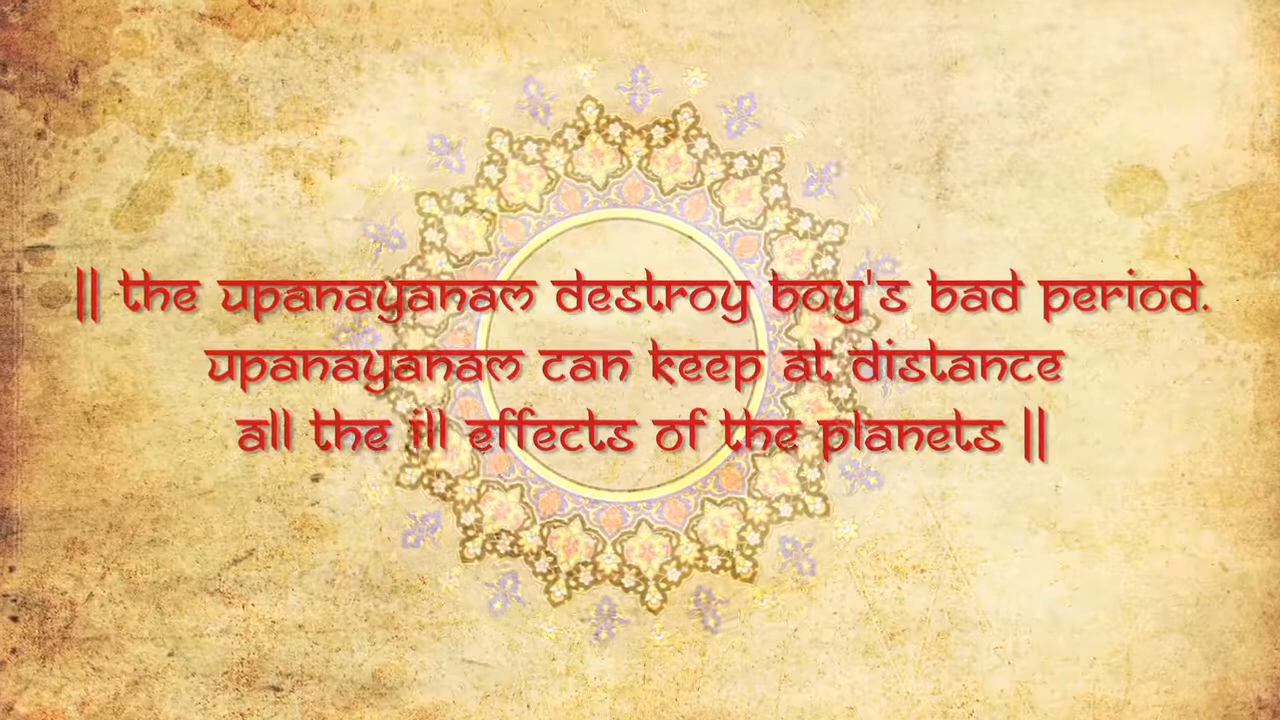 || the upanayanam destroy boy's bad period.
upanayanam can keep at distance
all the ill effects of the planets ||